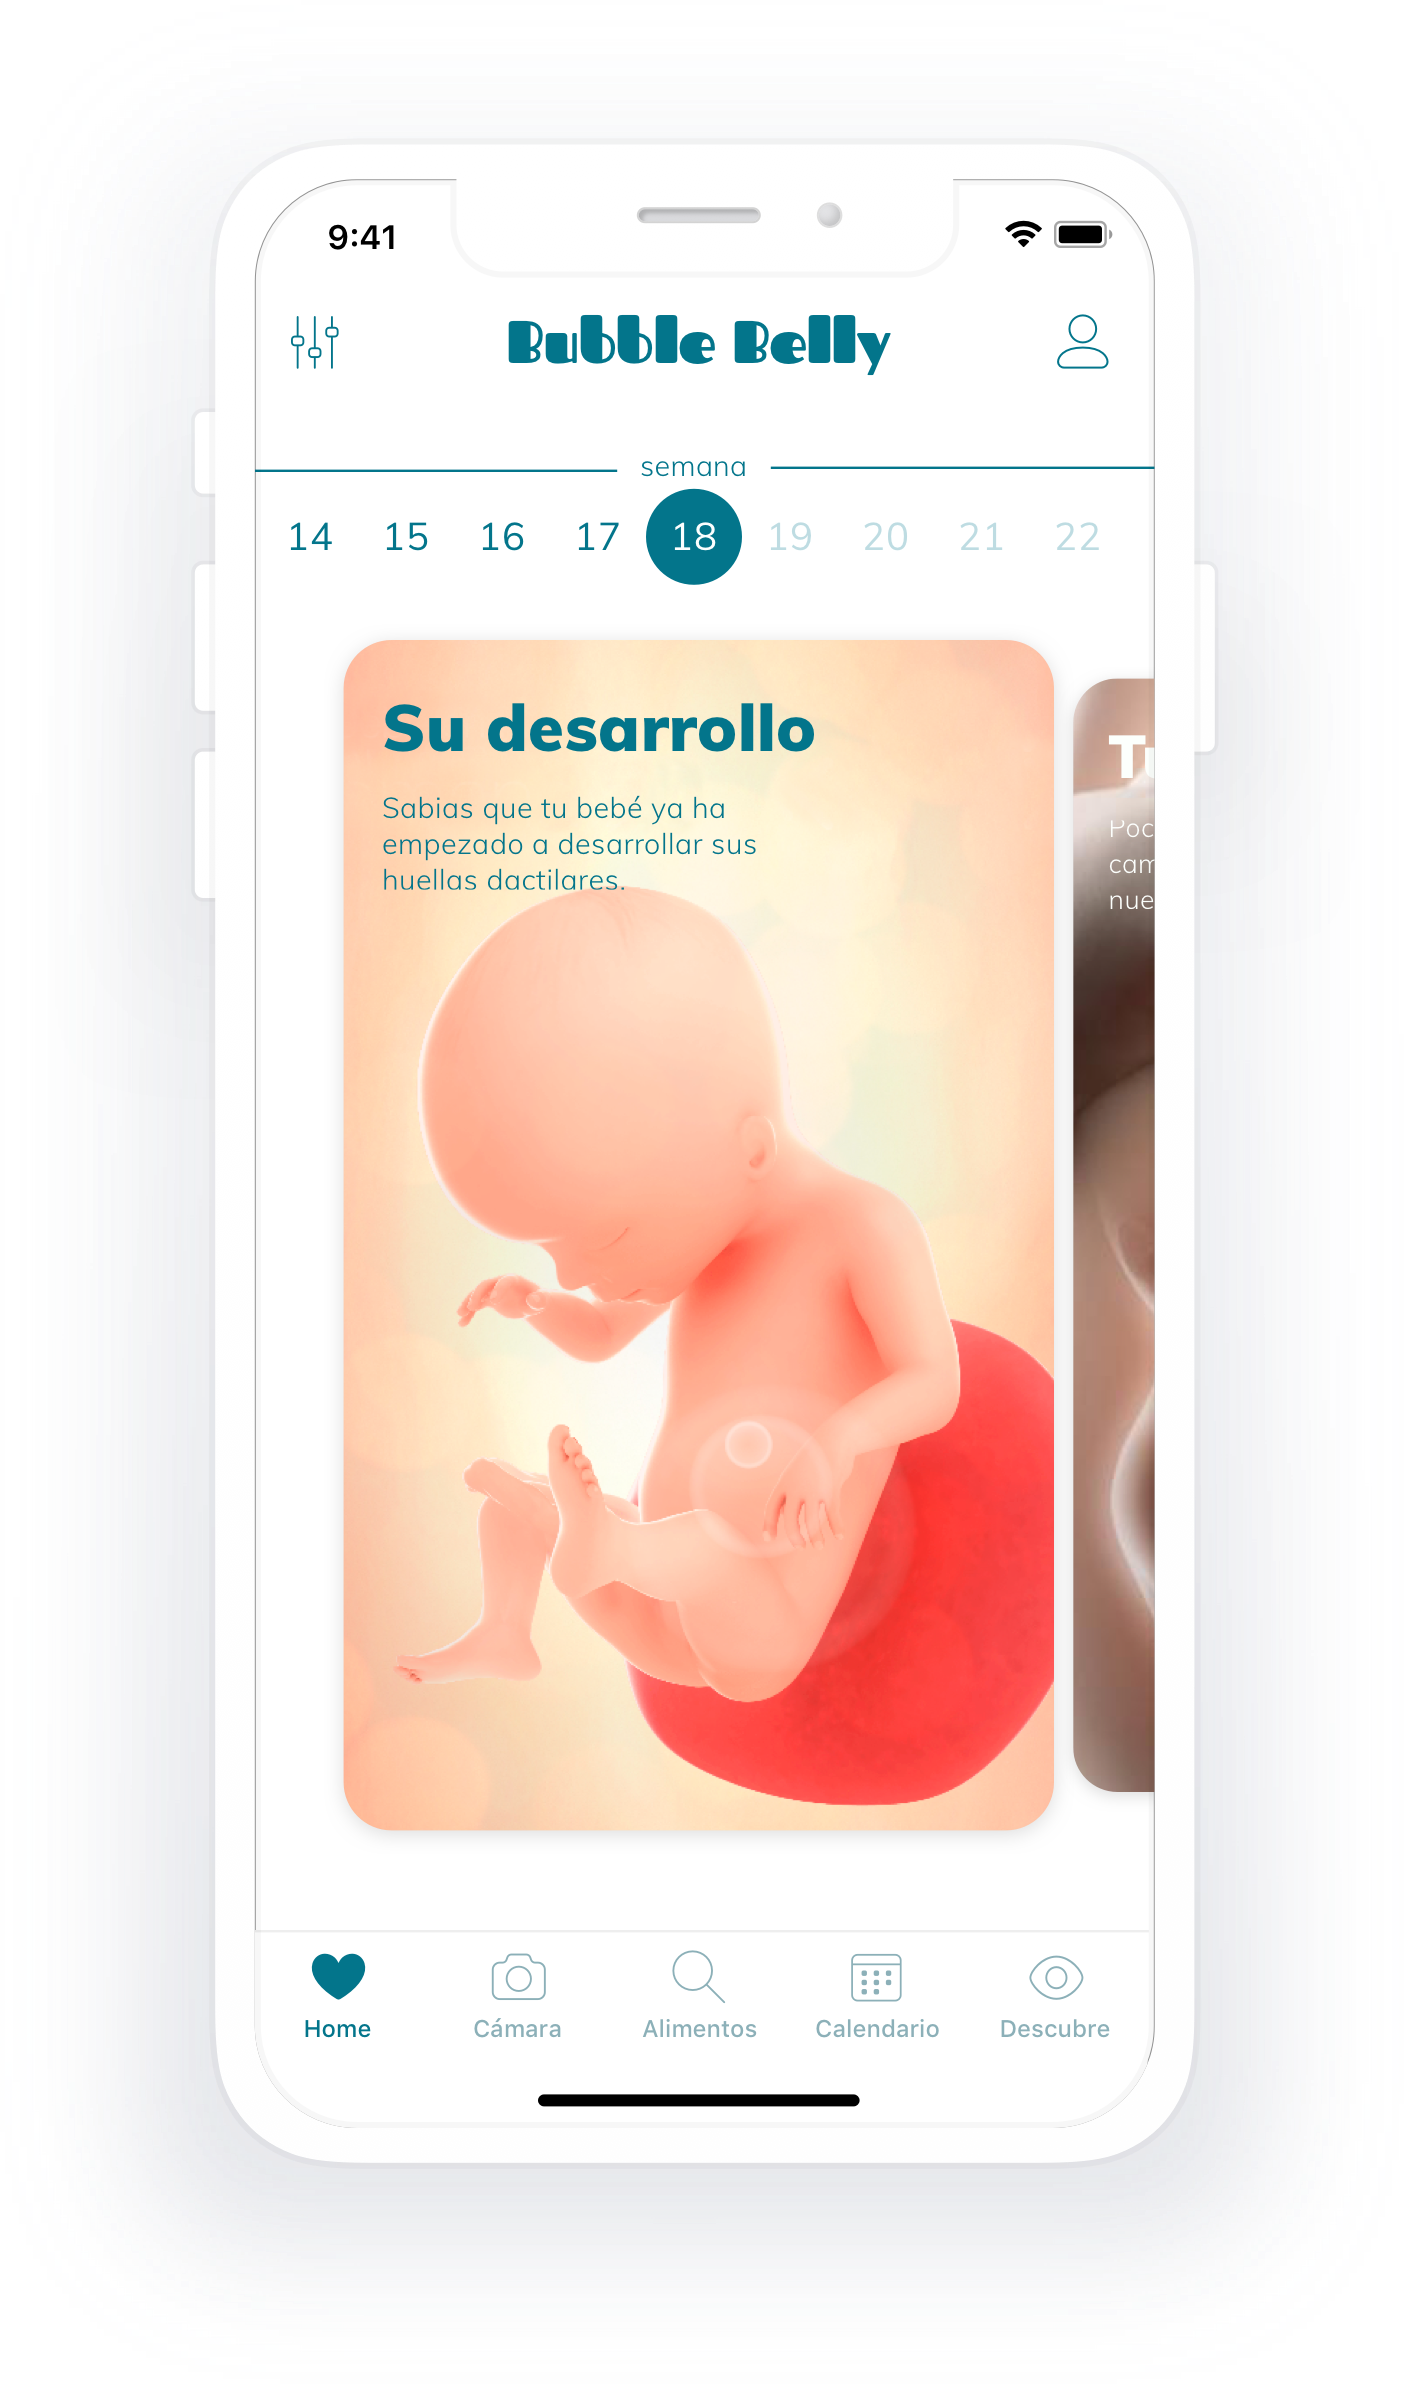 9:41
Bubble Belly
semana
14 15 16 17 18 19 20 21 22
Su desarrollo
Sabias que tu bebé ya ha
empezado a desarrollar sus
huellas dactilares.
Tu
Poc
cam
nue
Home Cámara Alimentos Calendario Descubre